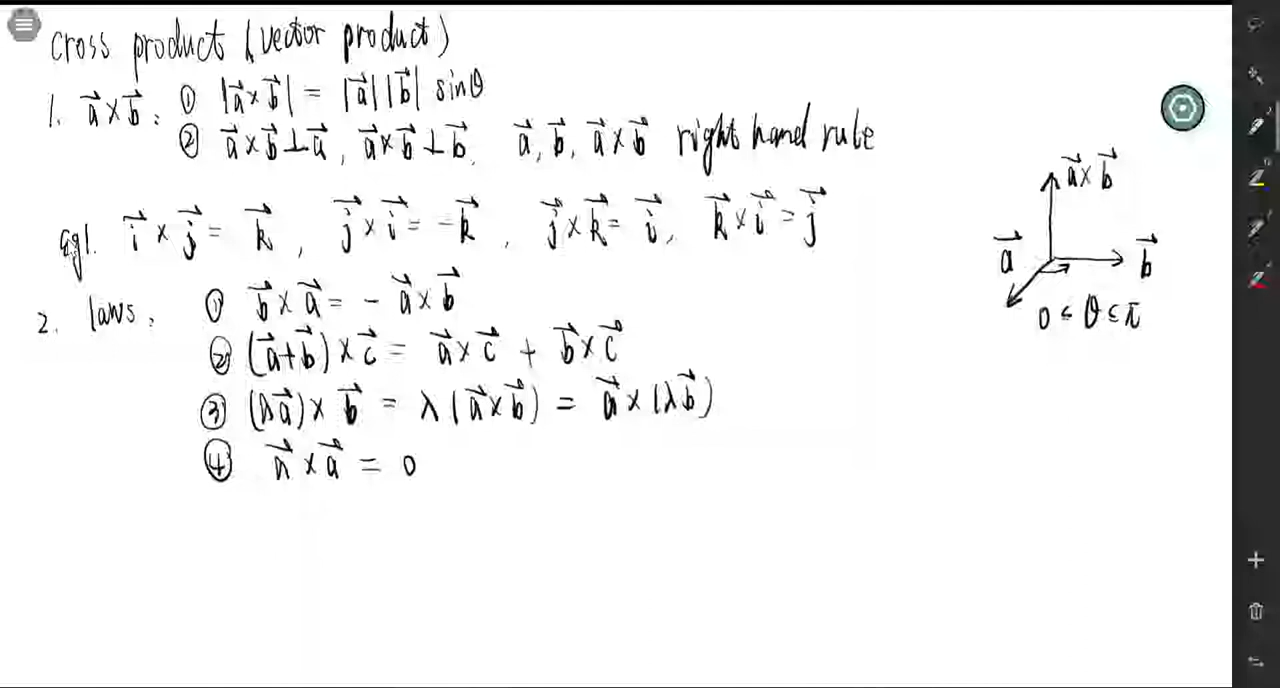 cross product (vector product)
1. a⃗×b⃗: ① |a⃗×b⃗| = |a⃗||b⃗| sinθ
② a⃗×b⃗⊥a⃗, a⃗×b⃗⊥b⃗. a⃗, b⃗, a⃗×b⃗ right hand rule
Eg1. i⃗×j⃗= k⃗, j⃗×i⃗= -k⃗, j⃗×k⃗= i⃗, k⃗×i⃗=j⃗
2. laws: ① b⃗×a⃗= - a⃗×b⃗
② (a⃗+b⃗)×c⃗= a⃗×c⃗ + b⃗×c⃗
③ (λa⃗)× b⃗ = λ(a⃗×b⃗) = a⃗×(λb⃗)
④ a⃗×a⃗ = 0
a⃗×b⃗
a⃗
b⃗
0≤θ≤π